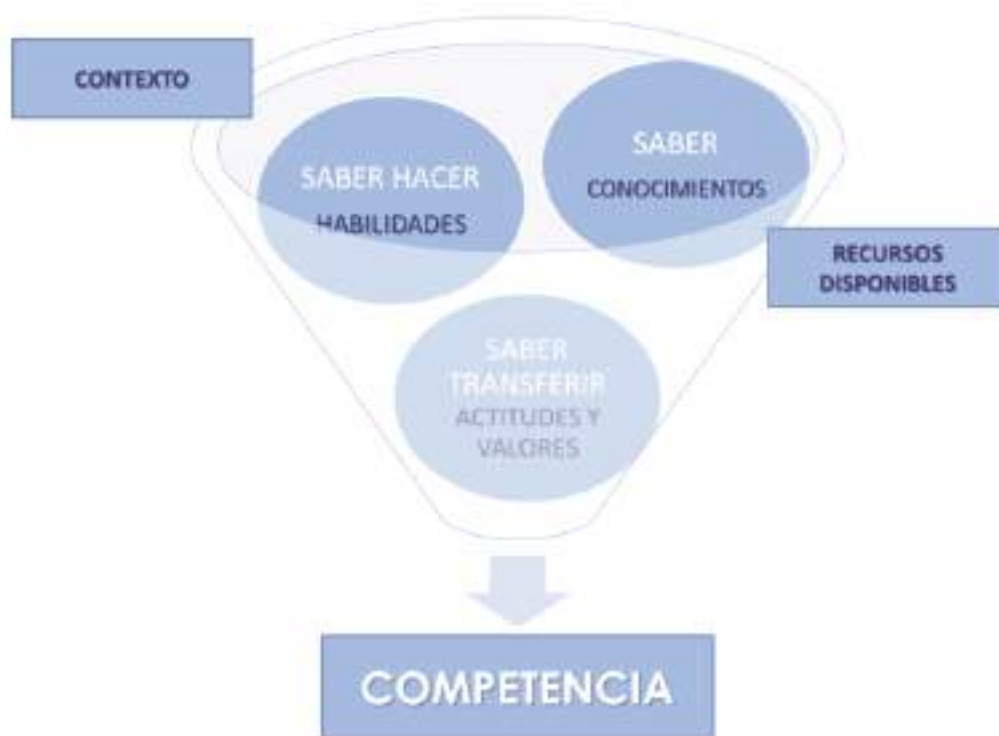 CONTEXTO
SABER HACER
HABILIDADES
SABER
CONOCIMIENTOS
RECURSOS
DISPONIBLES
SABER
TRANSFERIR
ACTITUDES Y
VALORES
COMPETENCIA